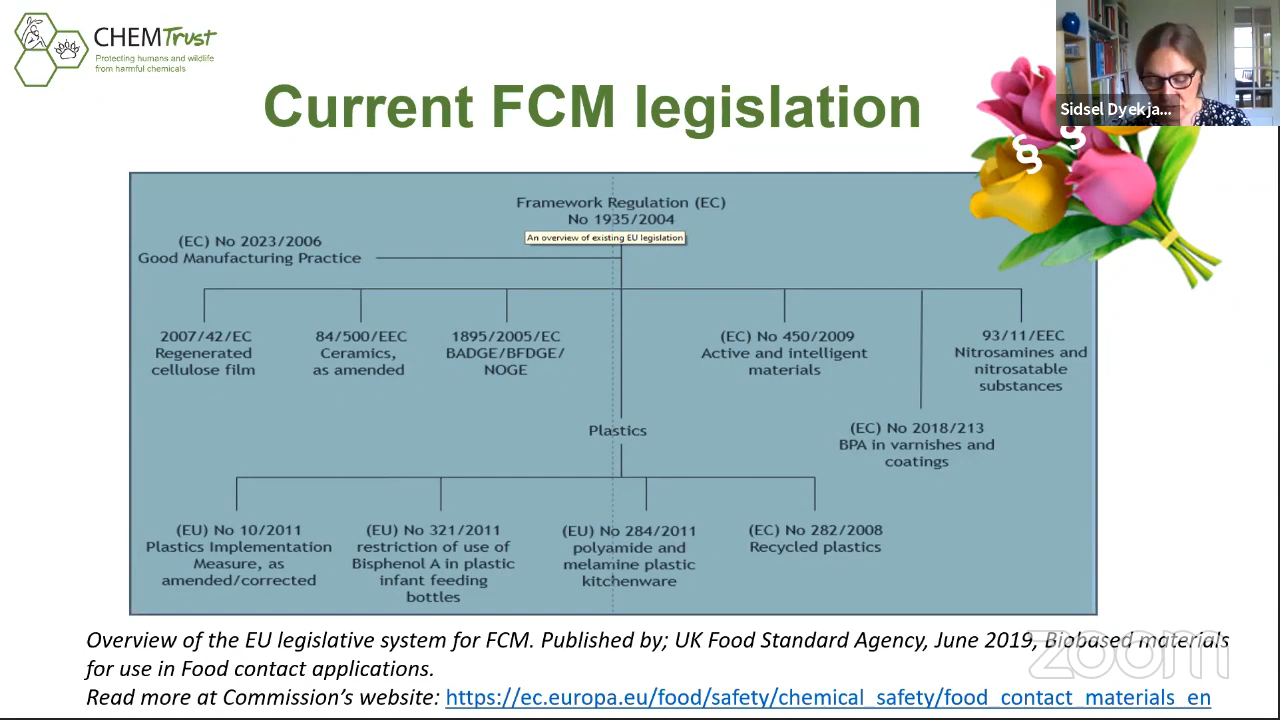 CHEMTrust
Protecting humans and wildlife
from harmful chemicals
Sidsel Dyekja...
Current FCM legislation
§
§
Framework Regulation (EC)
No 1935/2004
An overview of existing EU legislation
(EC) No 2023/2006
Good Manufacturing Practice
2007/42/EC
Regenerated
cellulose film
84/500/EEC
Ceramics,
as amended
1895/2005/EC
BADGE/BFDGE/
NOGE
(EC) No 450/2009
Active and intelligent
materials
93/11/EEC
Nitrosamines and
nitrosatable
substances
(EC) No 2018/213
BPA in varnishes and
coatings
Plastics
(EU) No 10/2011
Plastics Implementation
Measure, as
amended/corrected
(EU) No 321/2011
restriction of use of
Bisphenol A in plastic
infant feeding
bottles
(EU) No 284/2011
polyamide and
melamine plastic
kitchenware
(EC) No 282/2008
Recycled plastics
Overview of the EU legislative system for FCM. Published by; UK Food Standard Agency, June 2019, Biobased materials
for use in Food contact applications.
Read more at Commission's website: https://ec.europa.eu/food/safety/chemical_safety/food_contact_materials_en
zoom